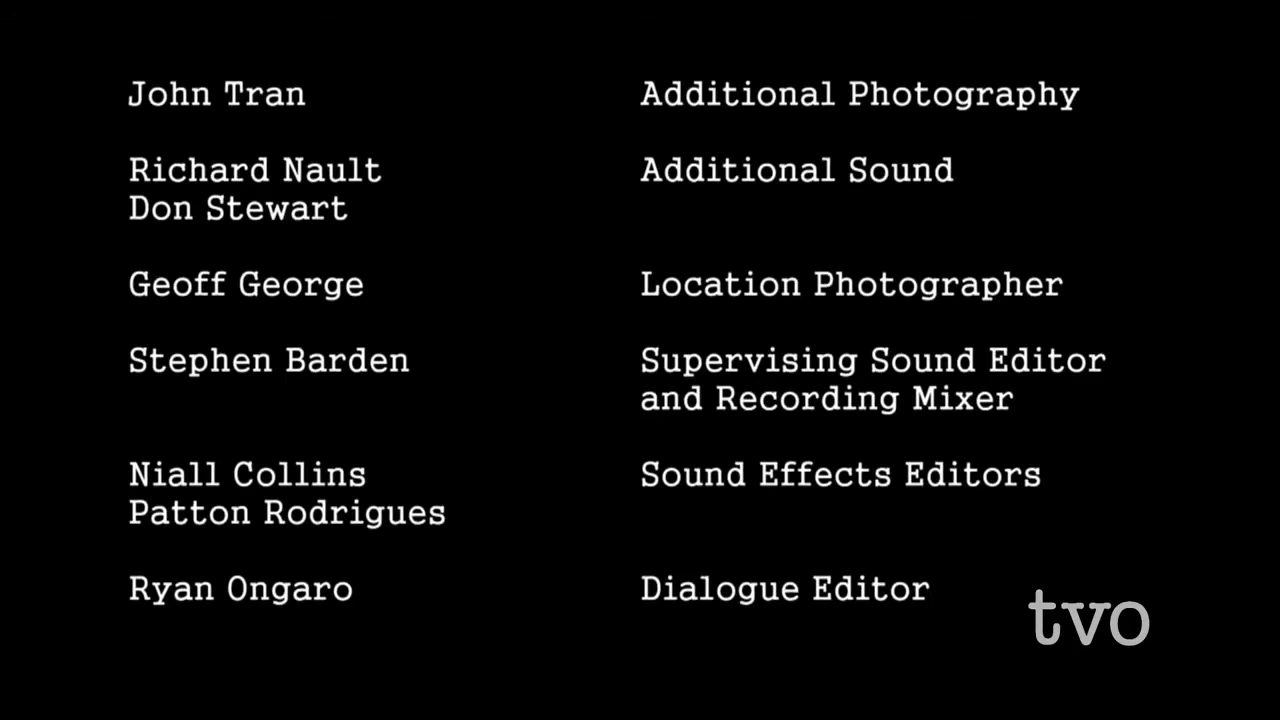 John Tran Additional Photography
Richard Nault Additional Sound
Don Stewart
Geoff George Location Photographer
Stephen Barden Supervising Sound Editor
and Recording Mixer
Niall Collins Sound Effects Editors
Patton Rodrigues
Ryan Ongaro Dialogue Editor
tvo